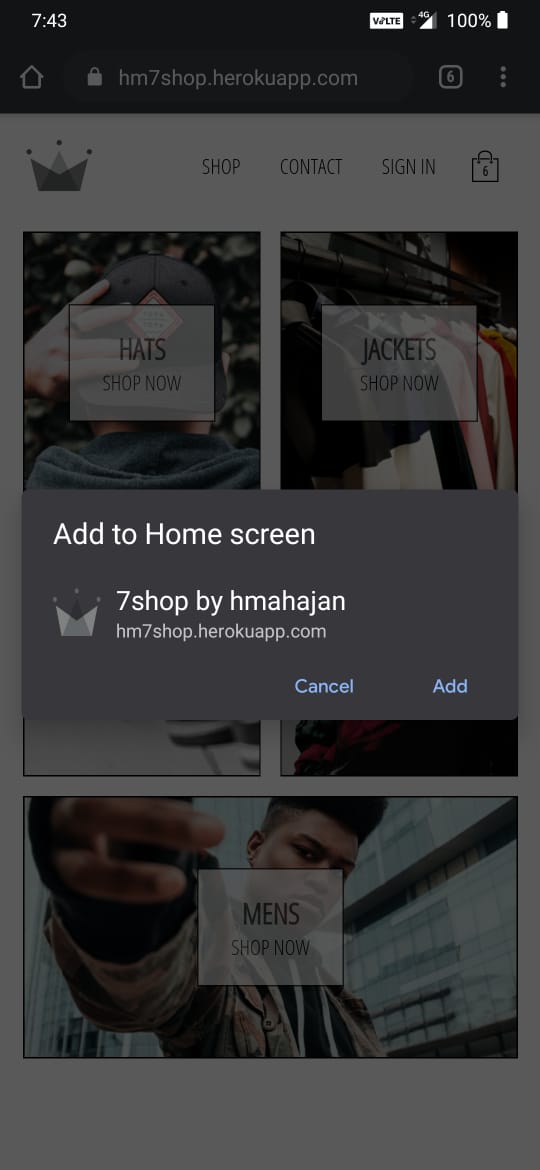 7:43 VoLTE 4G 100%
hm7shop.herokuapp.com 6
SHOP CONTACT SIGN IN 6
HATS
SHOP NOW
JACKETS
SHOP NOW
Add to Home screen
7shop by hmahajan
hm7shop.herokuapp.com
Cancel Add
MENS
SHOP NOW